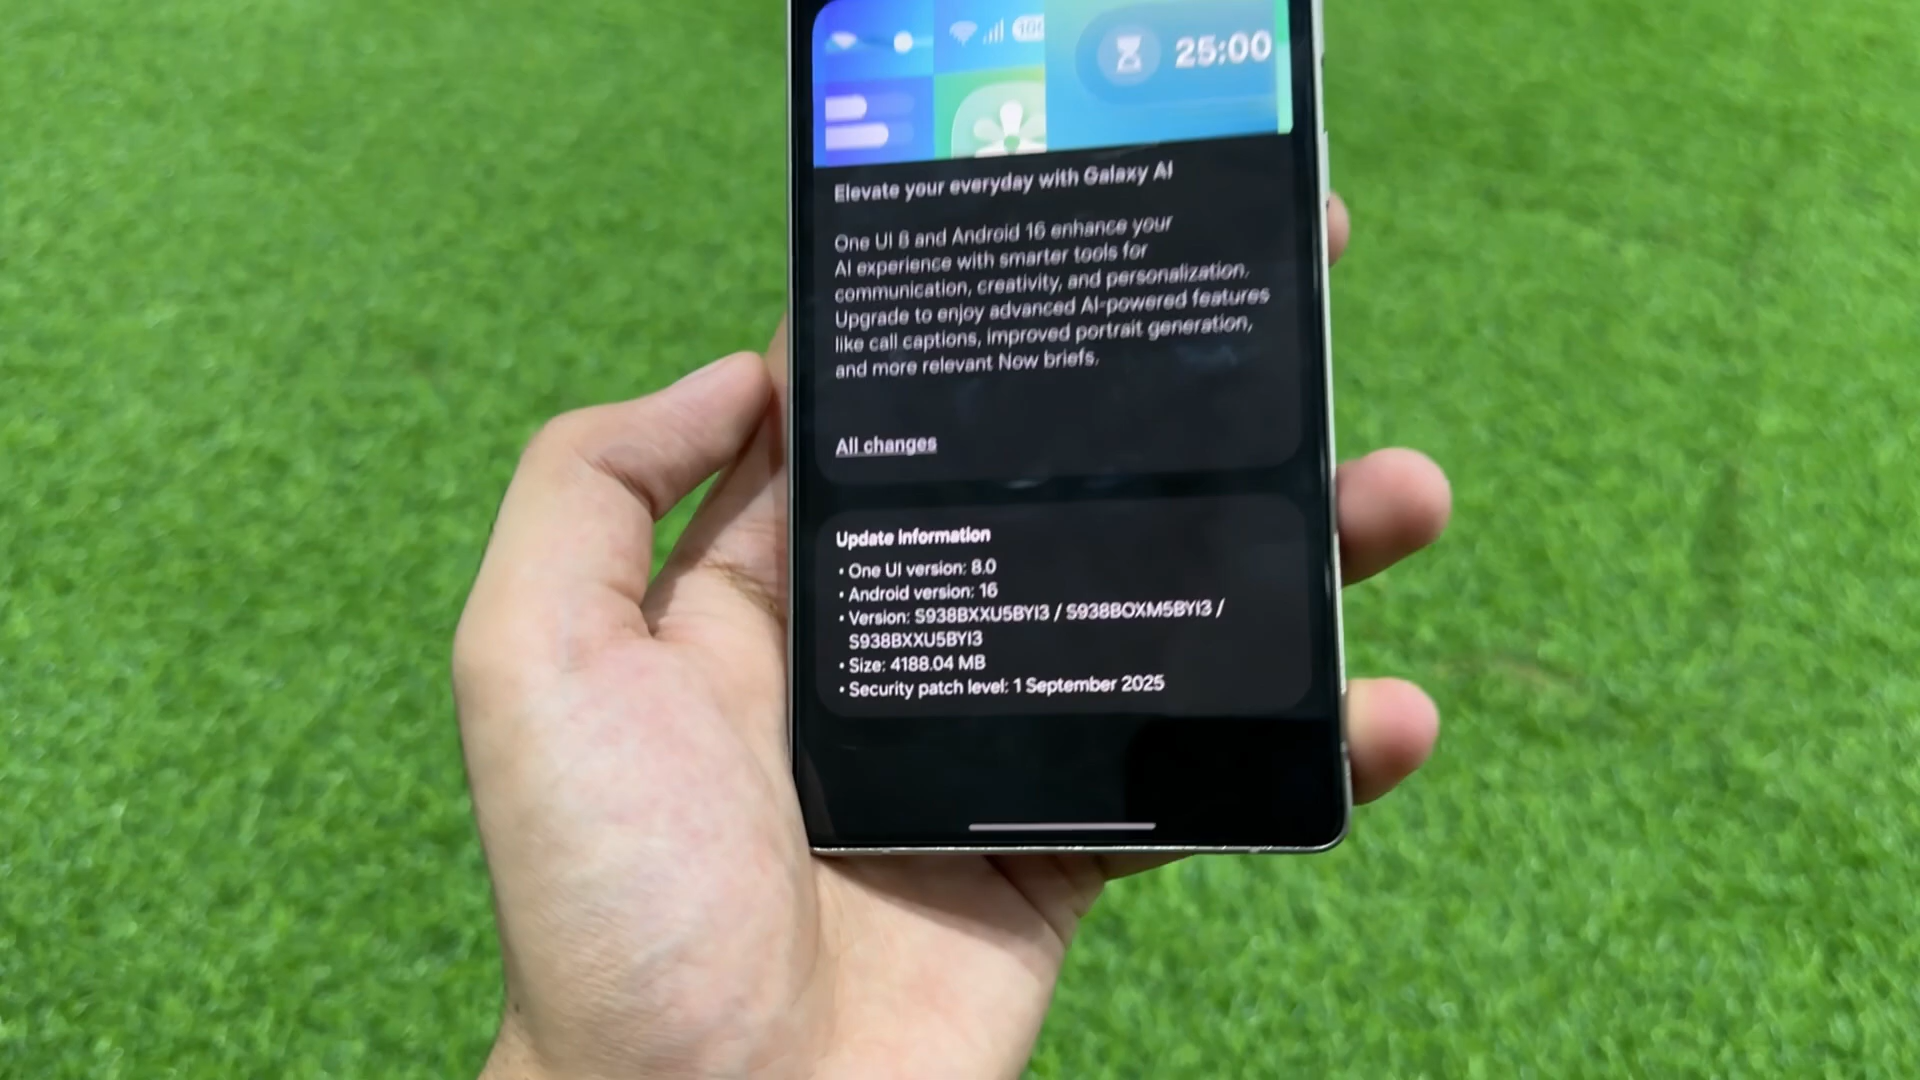 100
25:00
Elevate your everyday with Galaxy AI
One UI 8 and Android 16 enhance your
AI experience with smarter tools for
communication, creativity, and personalization.
Upgrade to enjoy advanced AI-powered features
like call captions, improved portrait generation,
and more relevant Now briefs.
All changes
Update information
• One UI version: 8.0
• Android version: 16
• Version: S938BXXU5BYI3 / S938BOXM5BYI3 /
S938BXXU5BYI3
• Size: 4188.04 MB
• Security patch level: 1 September 2025